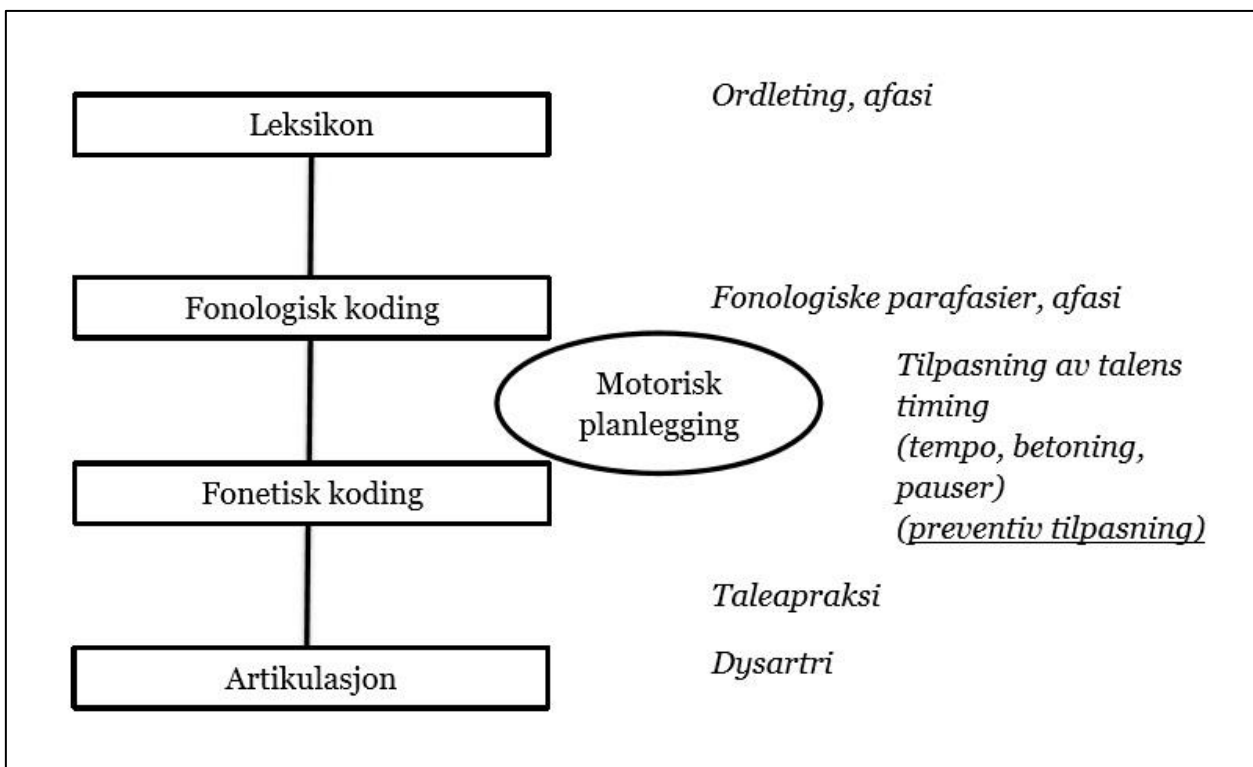 Leksikon
Ordleting, afasi
Fonologisk koding
Fonologiske parafasier, afasi
Motorisk
planlegging
Tilpasning av talens
timing
(tempo, betoning,
pauser)
(preventiv tilpasning)
Fonetisk koding
Taleapraksi
Artikulasjon
Dysartri